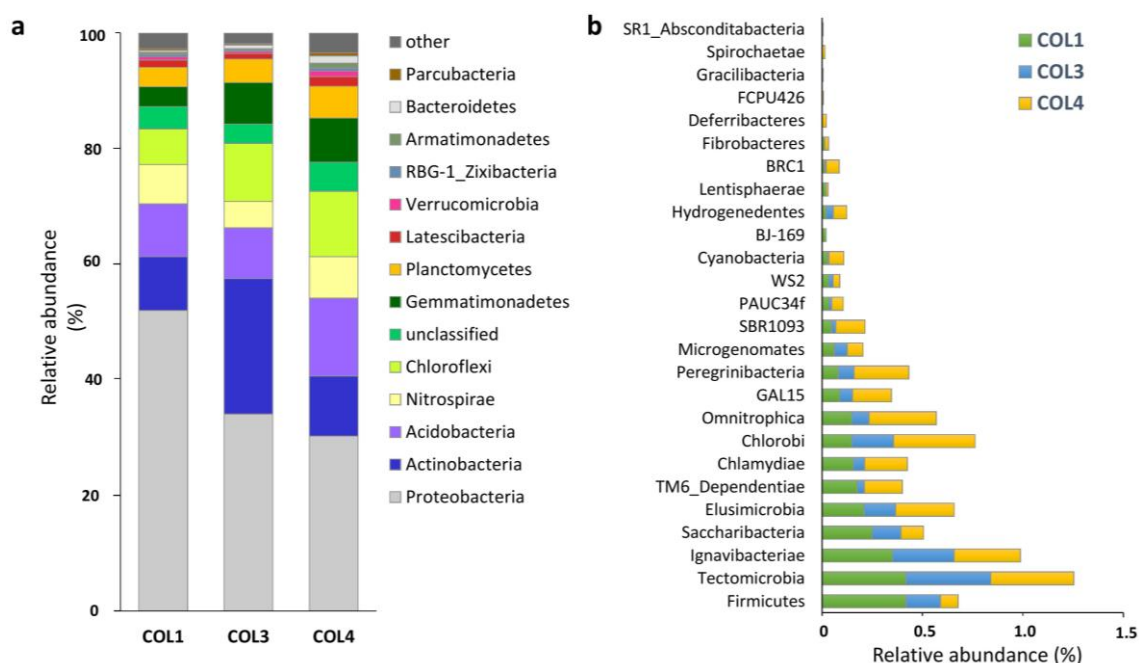 a
100
80
60
40
20
0
Relative abundance
(%)
COL1 COL3 COL4
other
Parcubacteria
Bacteroidetes
Armatimonadetes
RBG-1_Zixibacteria
Verrucomicrobia
Latescibacteria
Planctomycetes
Gemmatimonadetes
unclassified
Chloroflexi
Nitrospirae
Acidobacteria
Actinobacteria
Proteobacteria
b
SR1_Absconditabacteria
Spirochaetae
Gracilibacteria
FCPU426
Deferribacteres
Fibrobacteres
BRC1
Lentisphaerae
Hydrogenedentes
BJ-169
Cyanobacteria
WS2
PAUC34f
SBR1093
Microgenomates
Peregrinibacteria
GAL15
Omnitrophica
Chlorobi
Chlamydiae
TM6_Dependentiae
Elusimicrobia
Saccharibacteria
Ignavibacteriae
Tectomicrobia
Firmicutes
COL1
COL3
COL4
0 0.5 1.0 1.5
Relative abundance (%)